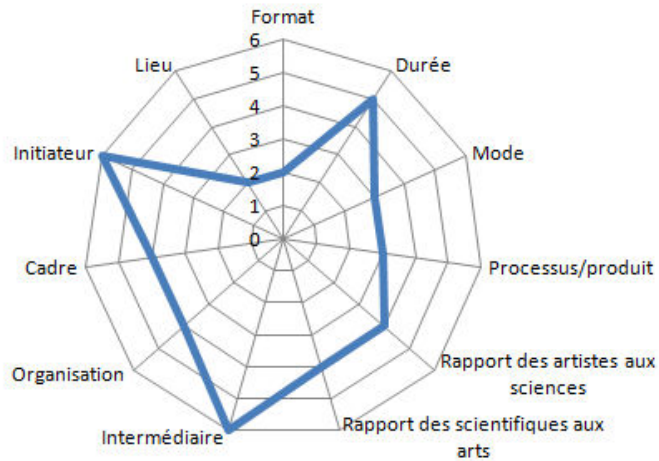 Format
6
5
4
3
2
1
0
Durée
Mode
Processus/produit
Rapport des artistes aux
sciences
Rapport des scientifiques aux
arts
Intermédiaire
Organisation
Cadre
Initiateur
Lieu